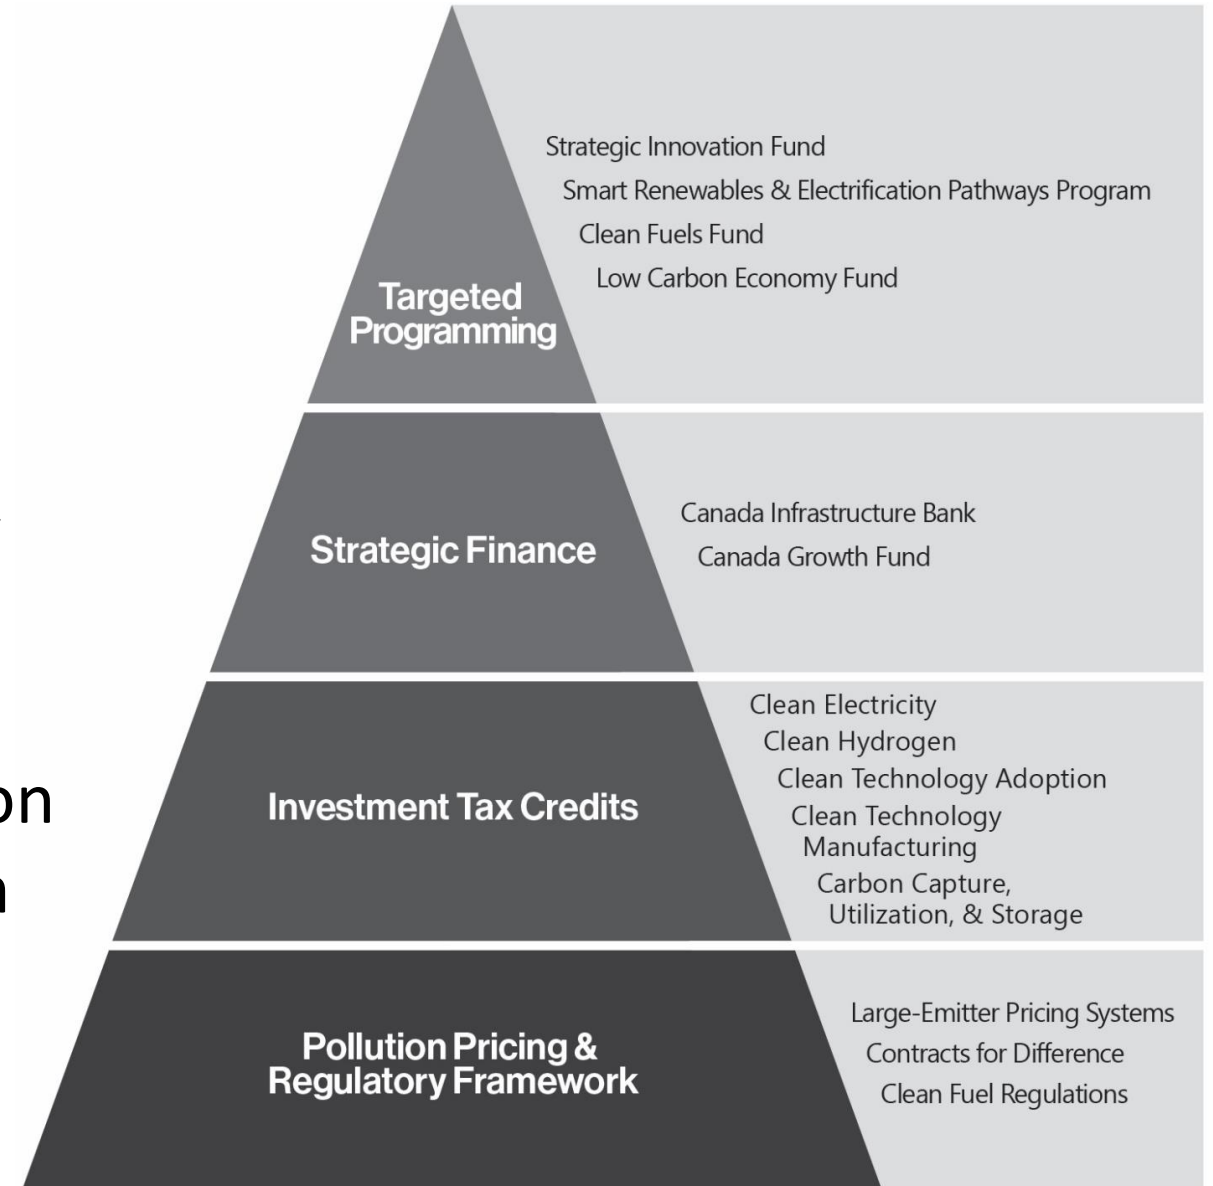 Strategic Innovation Fund
Smart Renewables & Electrification Pathways Program
Clean Fuels Fund
Low Carbon Economy Fund
Targeted
Programming
Canada Infrastructure Bank
Canada Growth Fund
Strategic Finance
Clean Electricity
Clean Hydrogen
Clean Technology Adoption
Clean Technology
Manufacturing
Carbon Capture,
Utilization, & Storage
Investment Tax Credits
on
Large-Emitter Pricing Systems
Contracts for Difference
Clean Fuel Regulations
Pollution Pricing &
Regulatory Framework